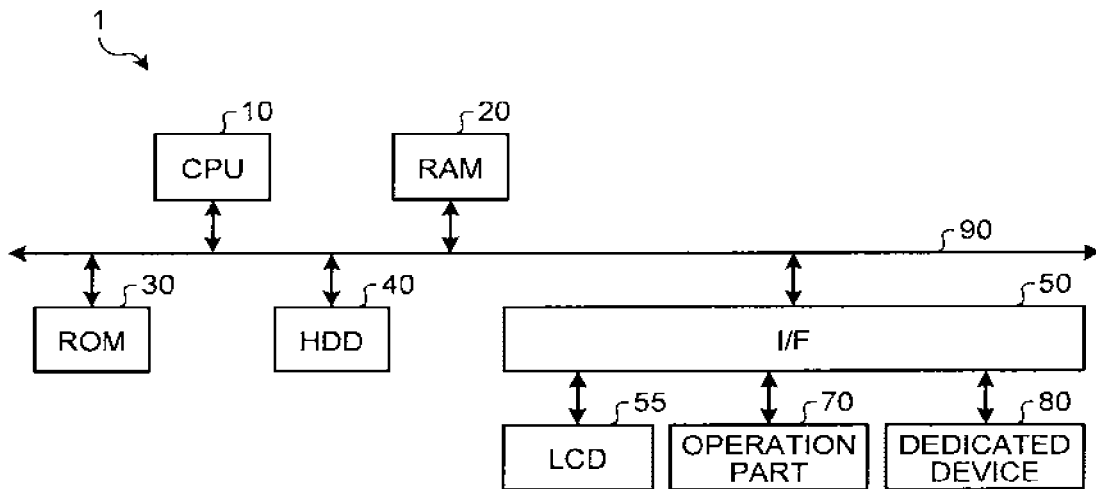 1
10
20
CPU
RAM
90
30
40
50
ROM
HDD
I/F
55
70
80
LCD
OPERATION
PART
DEDICATED
DEVICE